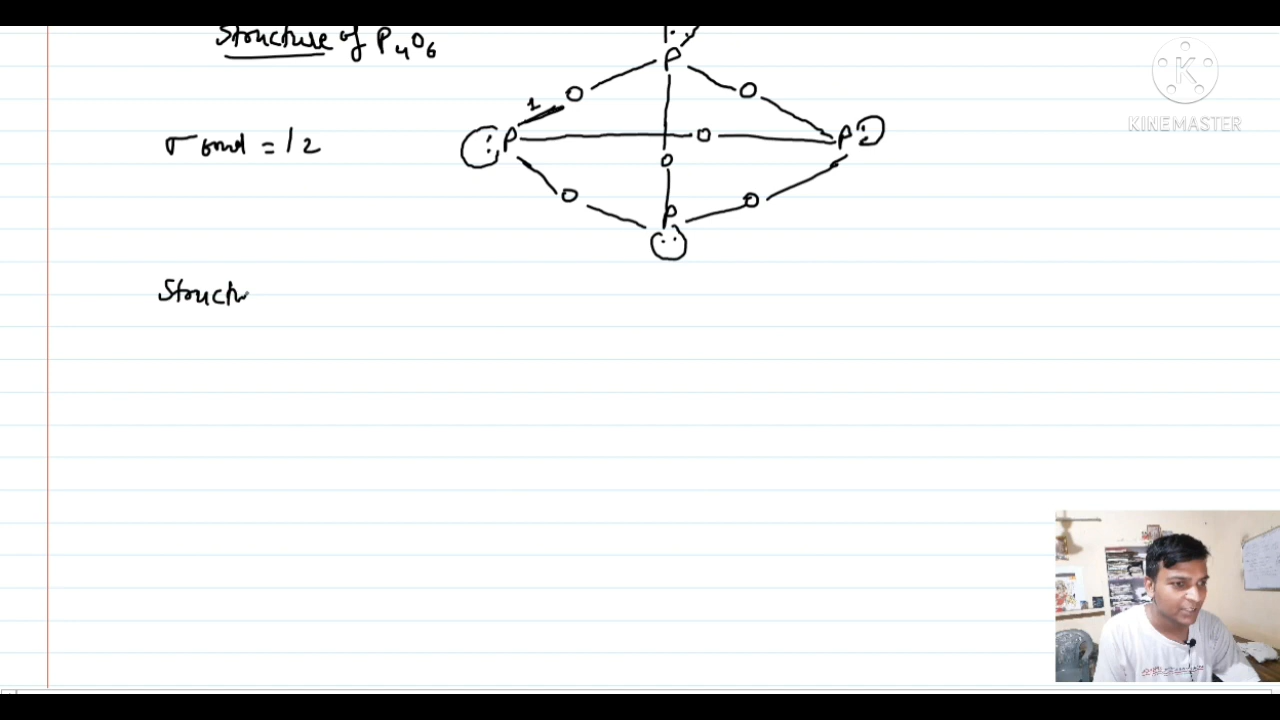 Structure of P4O6
P
1
O O
σ bond = 12
: P O P :
O
O O
P
..
Structu
K
KINEMASTER